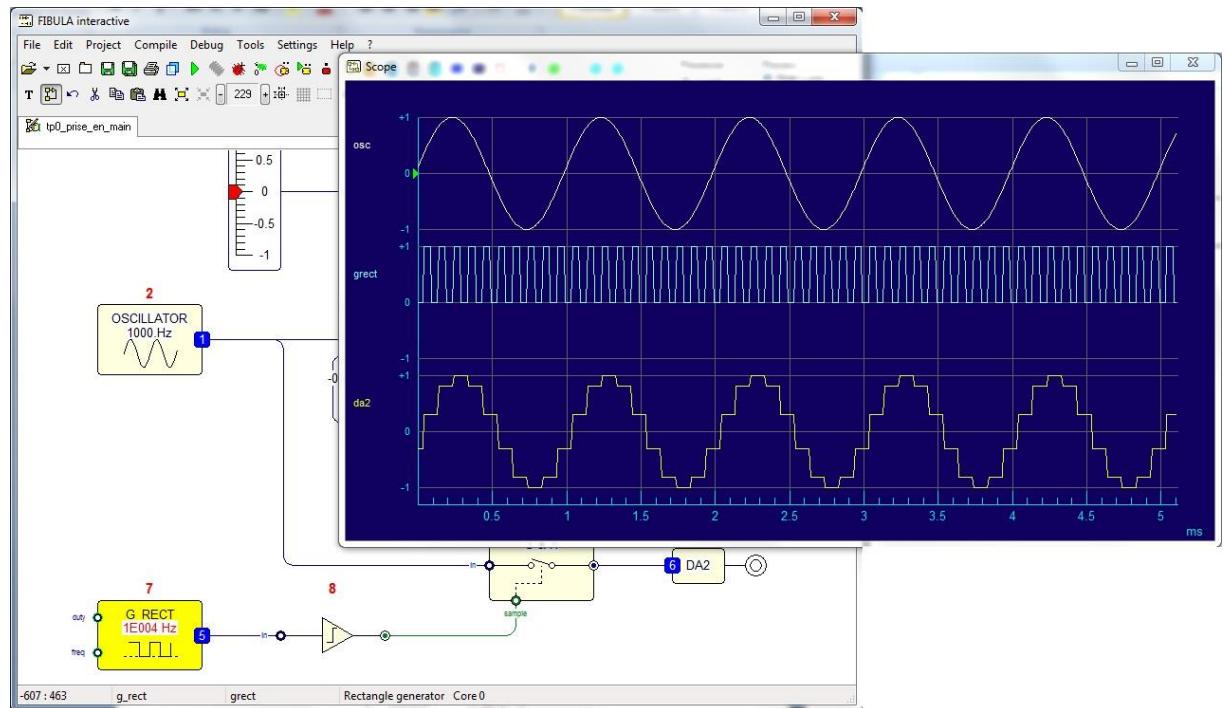 FIBULA interactive
File Edit Project Compile Debug Tools Settings Help ?
T 229
tp0_prise_en_main
0.5
0
-0.5
-1
2
OSCILLATOR
1000 Hz
1
-0
Scope
+1
osc
0
-1
+1
grect
0
-1
+1
da2
0
-1
0.5 1 1.5 2 2.5 3 3.5 4 4.5 5
ms
in
6 DA2
7 8
duty
G RECT
1E004 Hz
5 in
sample
freq
-607 : 463 g_rect grect Rectangle generator Core 0